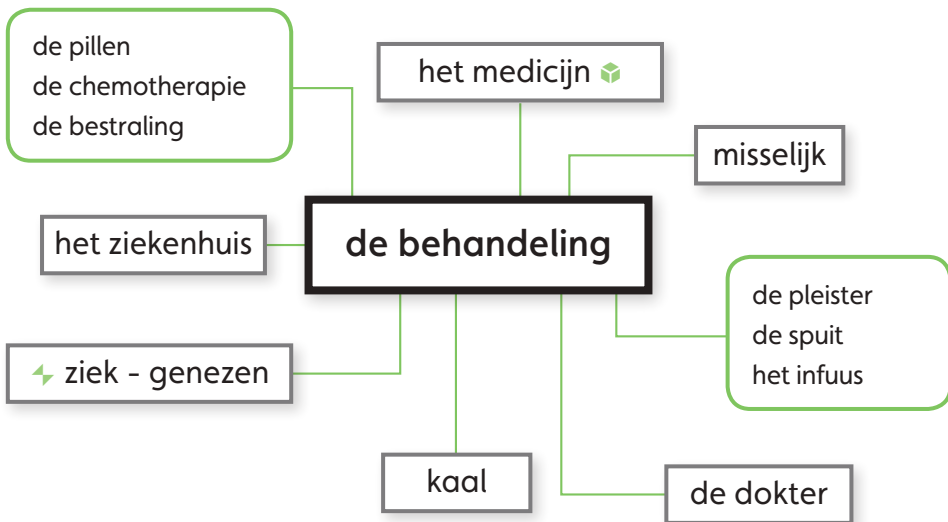 de pillen
de chemotherapie
de bestraling
het medicijn
misselijk
het ziekenhuis
de behandeling
de pleister
de spuit
het infuus
ziek - genezen
kaal
de dokter